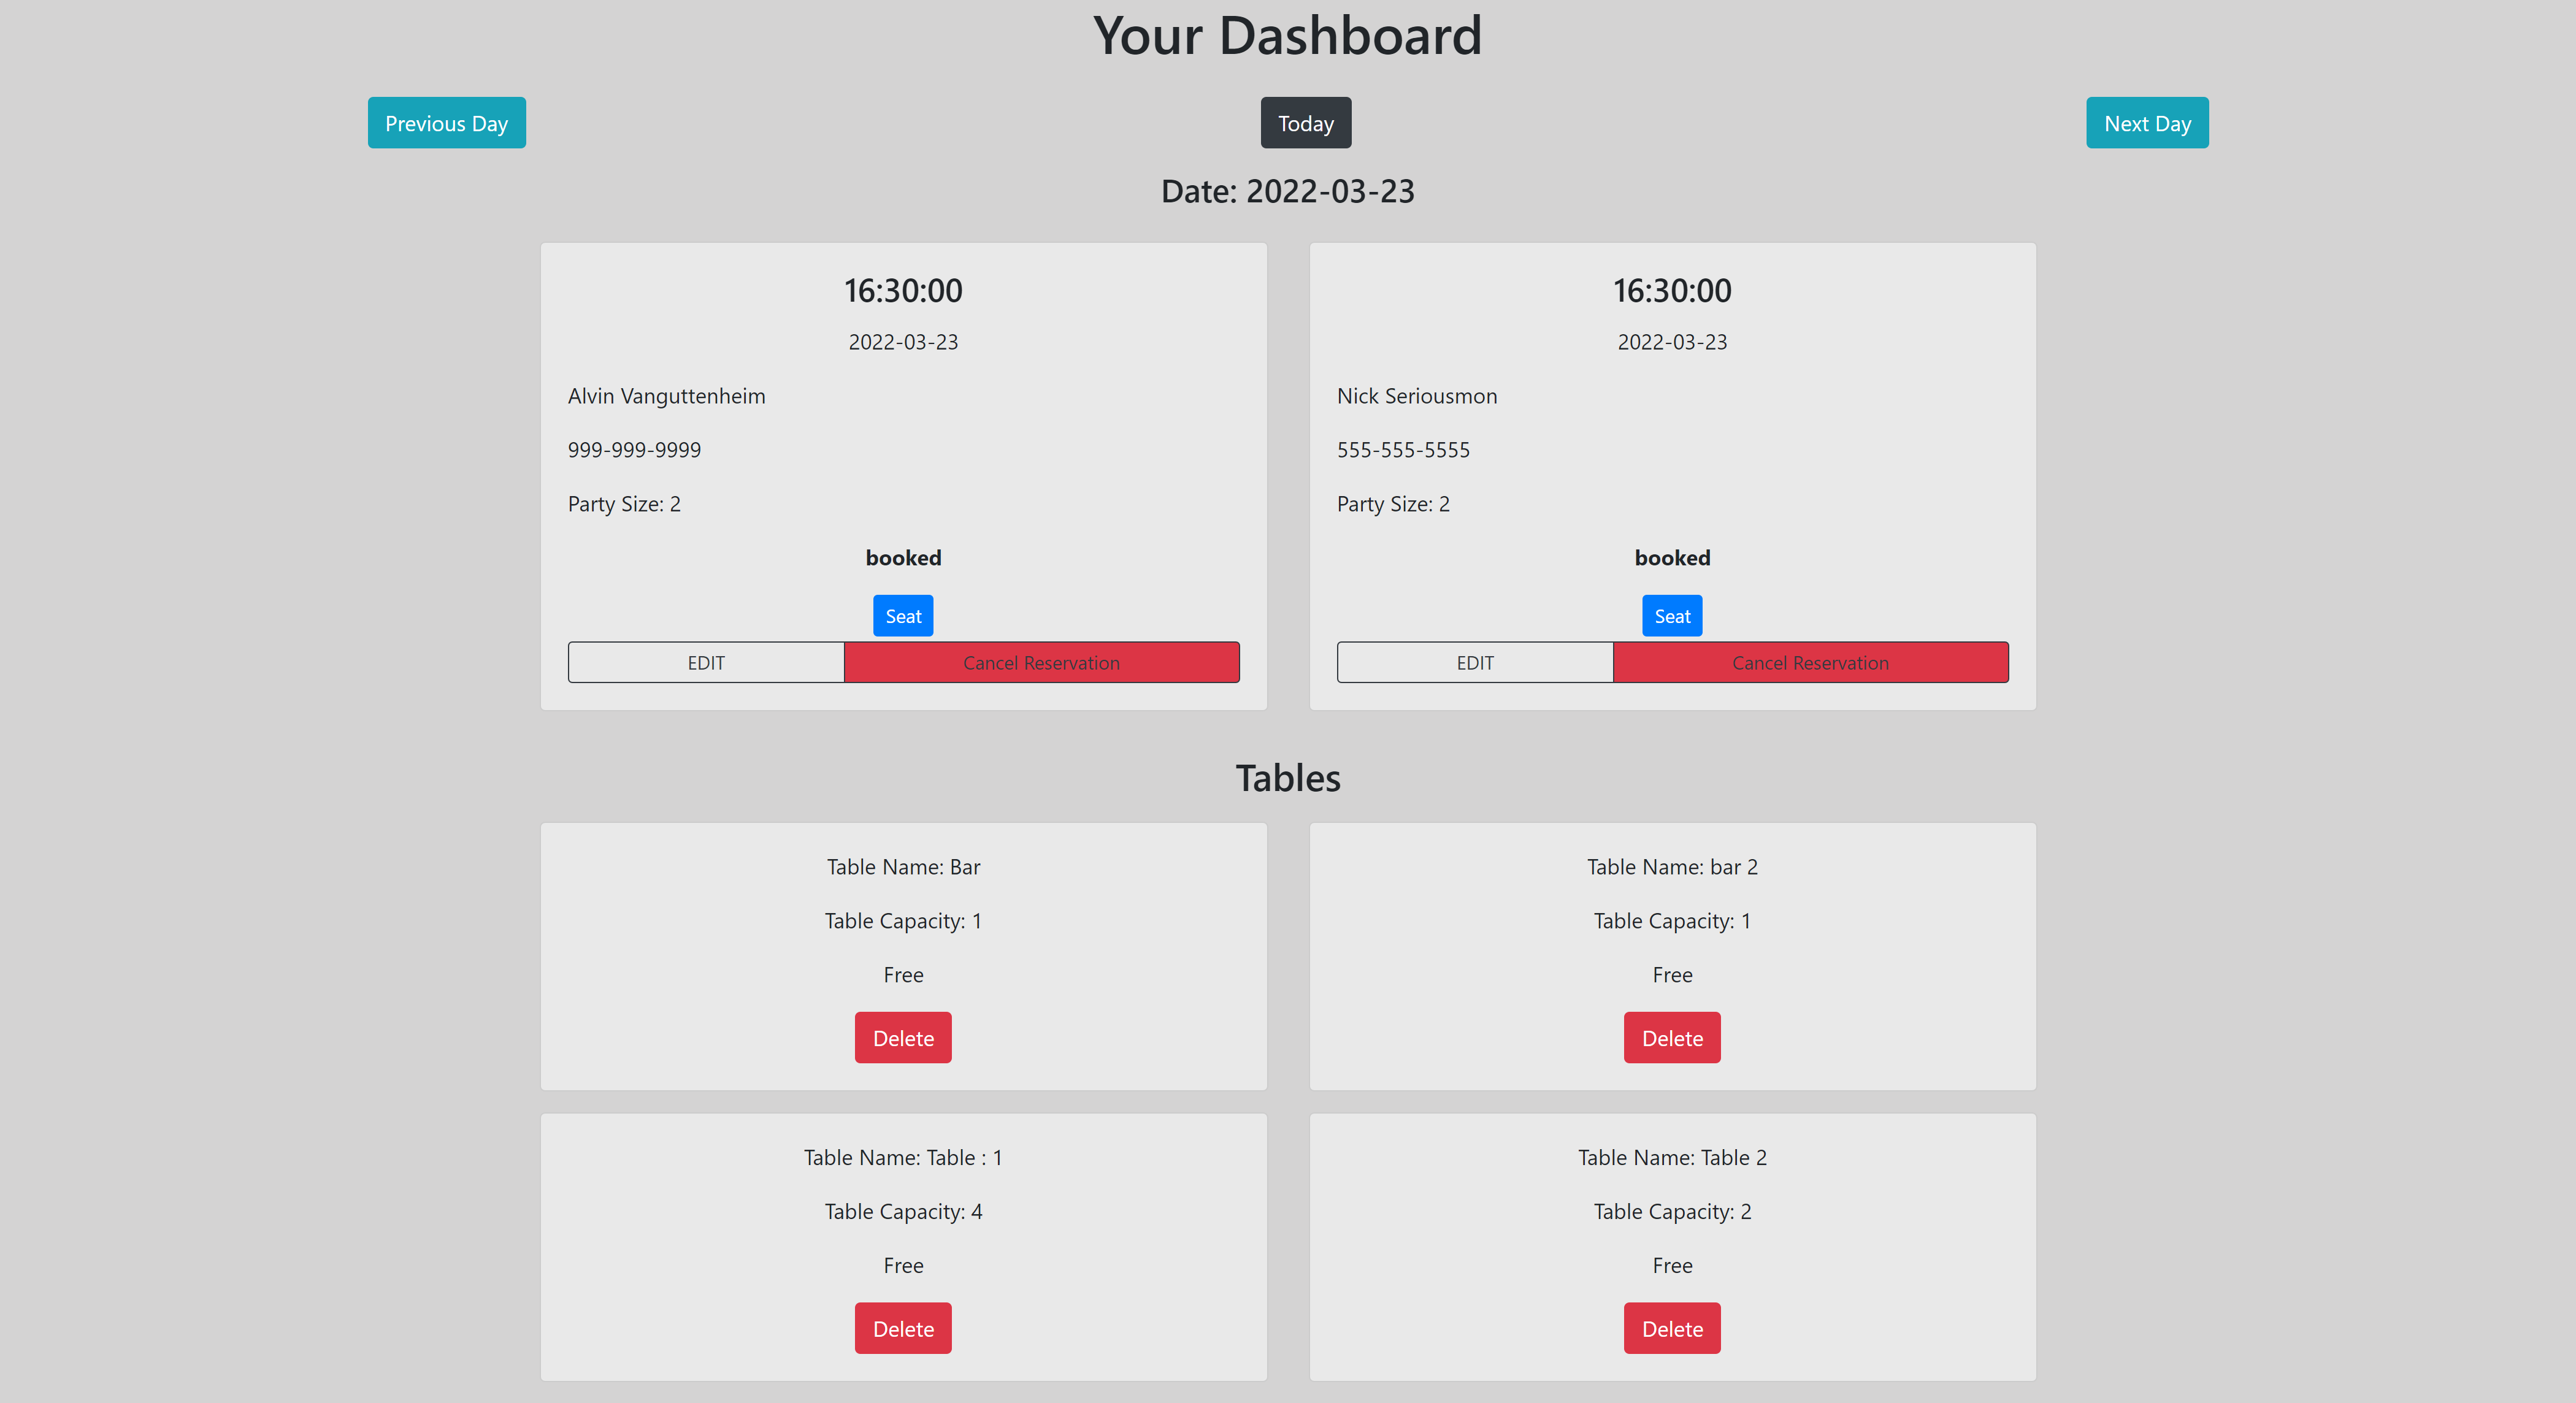 Your Dashboard
Previous Day
Today
Next Day
Date: 2022-03-23
16:30:00
2022-03-23
Alvin Vanguttenheim
999-999-9999
Party Size: 2
booked
Seat
EDIT
Cancel Reservation
16:30:00
2022-03-23
Nick Seriousmon
555-555-5555
Party Size: 2
booked
Seat
EDIT
Cancel Reservation
Tables
Table Name: Bar
Table Capacity: 1
Free
Delete
Table Name: bar 2
Table Capacity: 1
Free
Delete
Table Name: Table : 1
Table Capacity: 4
Free
Delete
Table Name: Table 2
Table Capacity: 2
Free
Delete